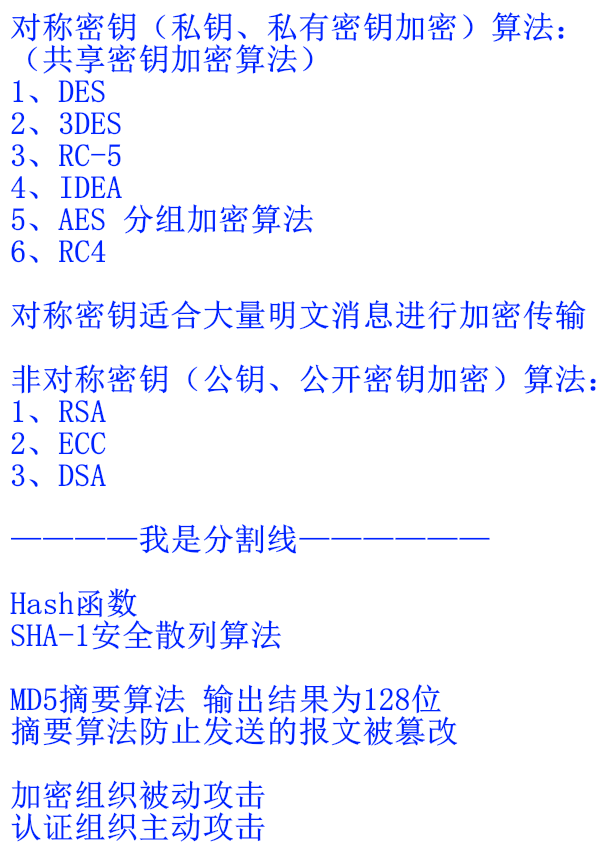 对称密钥（私钥、私有密钥加密）算法：
（共享密钥加密算法）
1、DES
2、3DES
3、RC-5
4、IDEA
5、AES 分组加密算法
6、RC4
对称密钥适合大量明文消息进行加密传输
非对称密钥（公钥、公开密钥加密）算法：
1、RSA
2、ECC
3、DSA
————我是分割线——————
Hash函数
SHA-1安全散列算法
MD5摘要算法 输出结果为128位
摘要算法防止发送的报文被篡改
加密组织被动攻击
认证组织主动攻击